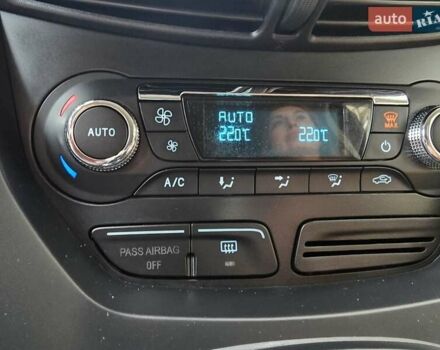 auto RIA
AUTO
22.0°C 22.0°C
AUTO
MAX
A/C
PASS AIRBAG
OFF